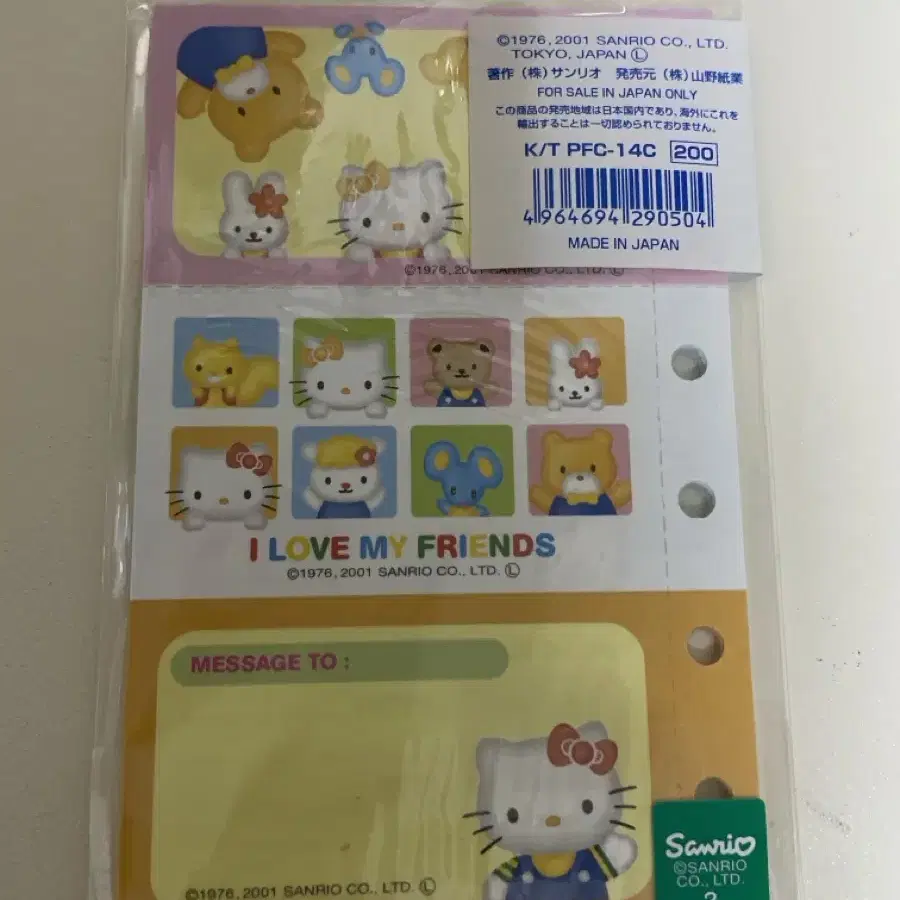 ©1976, 2001 SANRIO CO., LTD.
TOKYO, JAPAN Ⓛ
著作 (株) サンリオ 発売元 (株) 山野紙業
FOR SALE IN JAPAN ONLY
この商品の発売地域は日本国内であり、海外にこれを
輸出することは一切認められておりません。
K/T PFC-14C 200
4964694290504
MADE IN JAPAN
©1976, 2001 SANRIO CO., LTD. Ⓛ
I LOVE MY FRIENDS
©1976, 2001 SANRIO CO., LTD. Ⓛ
MESSAGE TO :
©1976, 2001 SANRIO CO., LTD. Ⓛ
Sanrio
©SANRIO
CO., LTD.